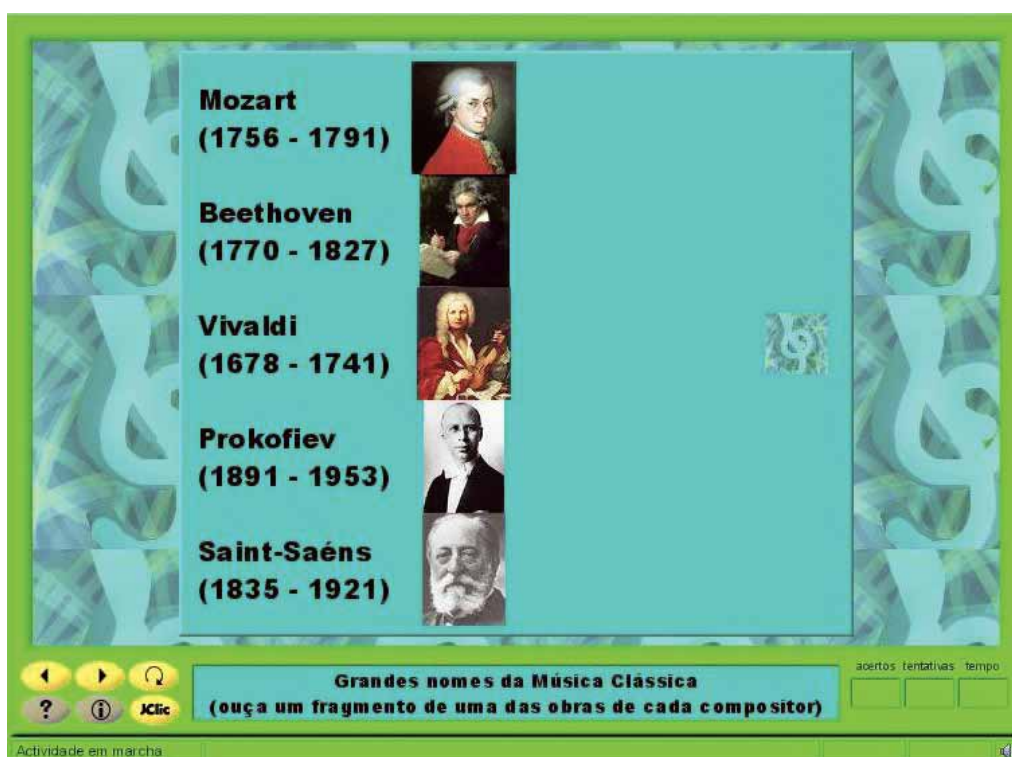 Mozart
(1756 - 1791)
Beethoven
(1770 - 1827)
Vivaldi
(1678 - 1741)
Prokofiev
(1891 - 1953)
Saint-Saéns
(1835 - 1921)
acertos tentativas tempo
Grandes nomes da Música Clássica
(ouça um fragmento de uma das obras de cada compositor)
? i JClic
Actividade em marcha